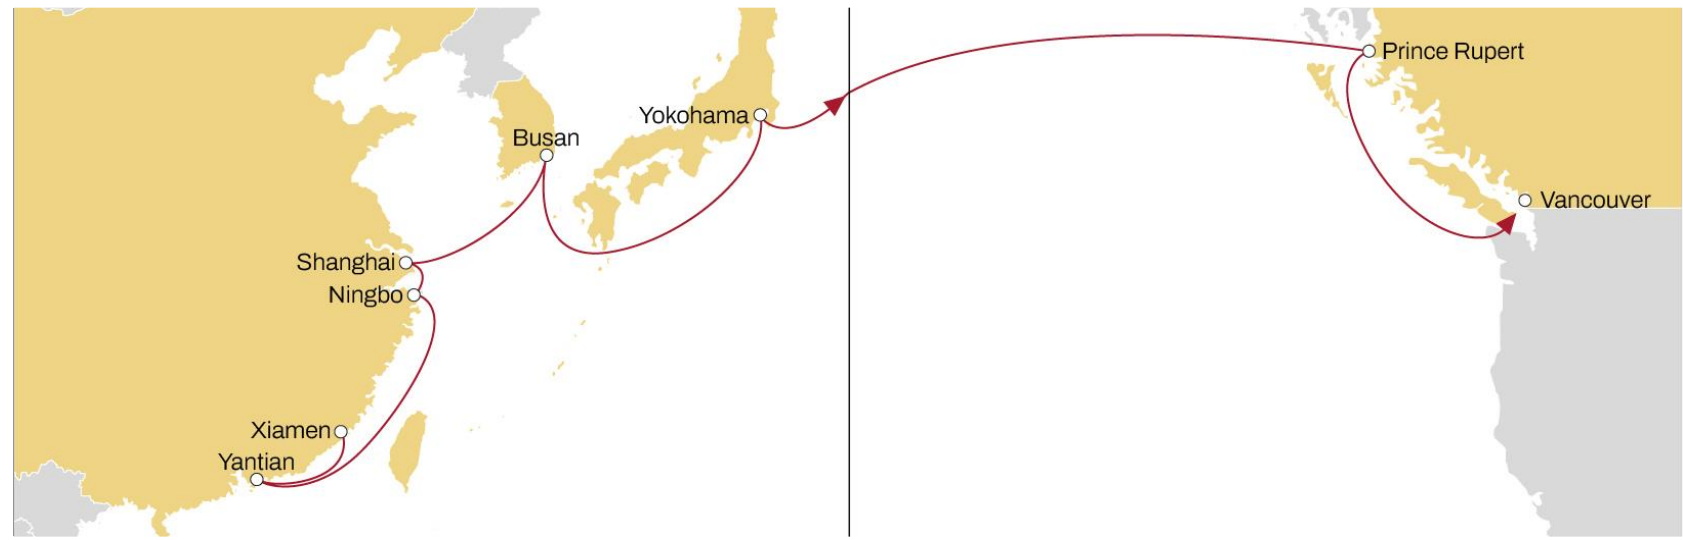 Prince Rupert
Yokohama
Busan
Vancouver
Shanghai
Ningbo
Xiamen
Yantian